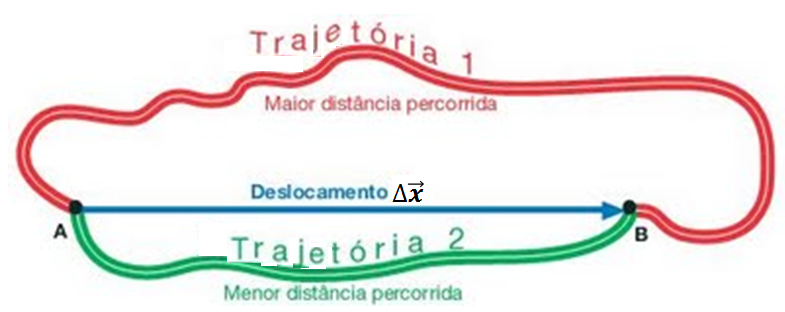 Trajetória 1
Maior distância percorrida
Deslocamento Δx⃗
A
B
Trajetória 2
Menor distância percorrida